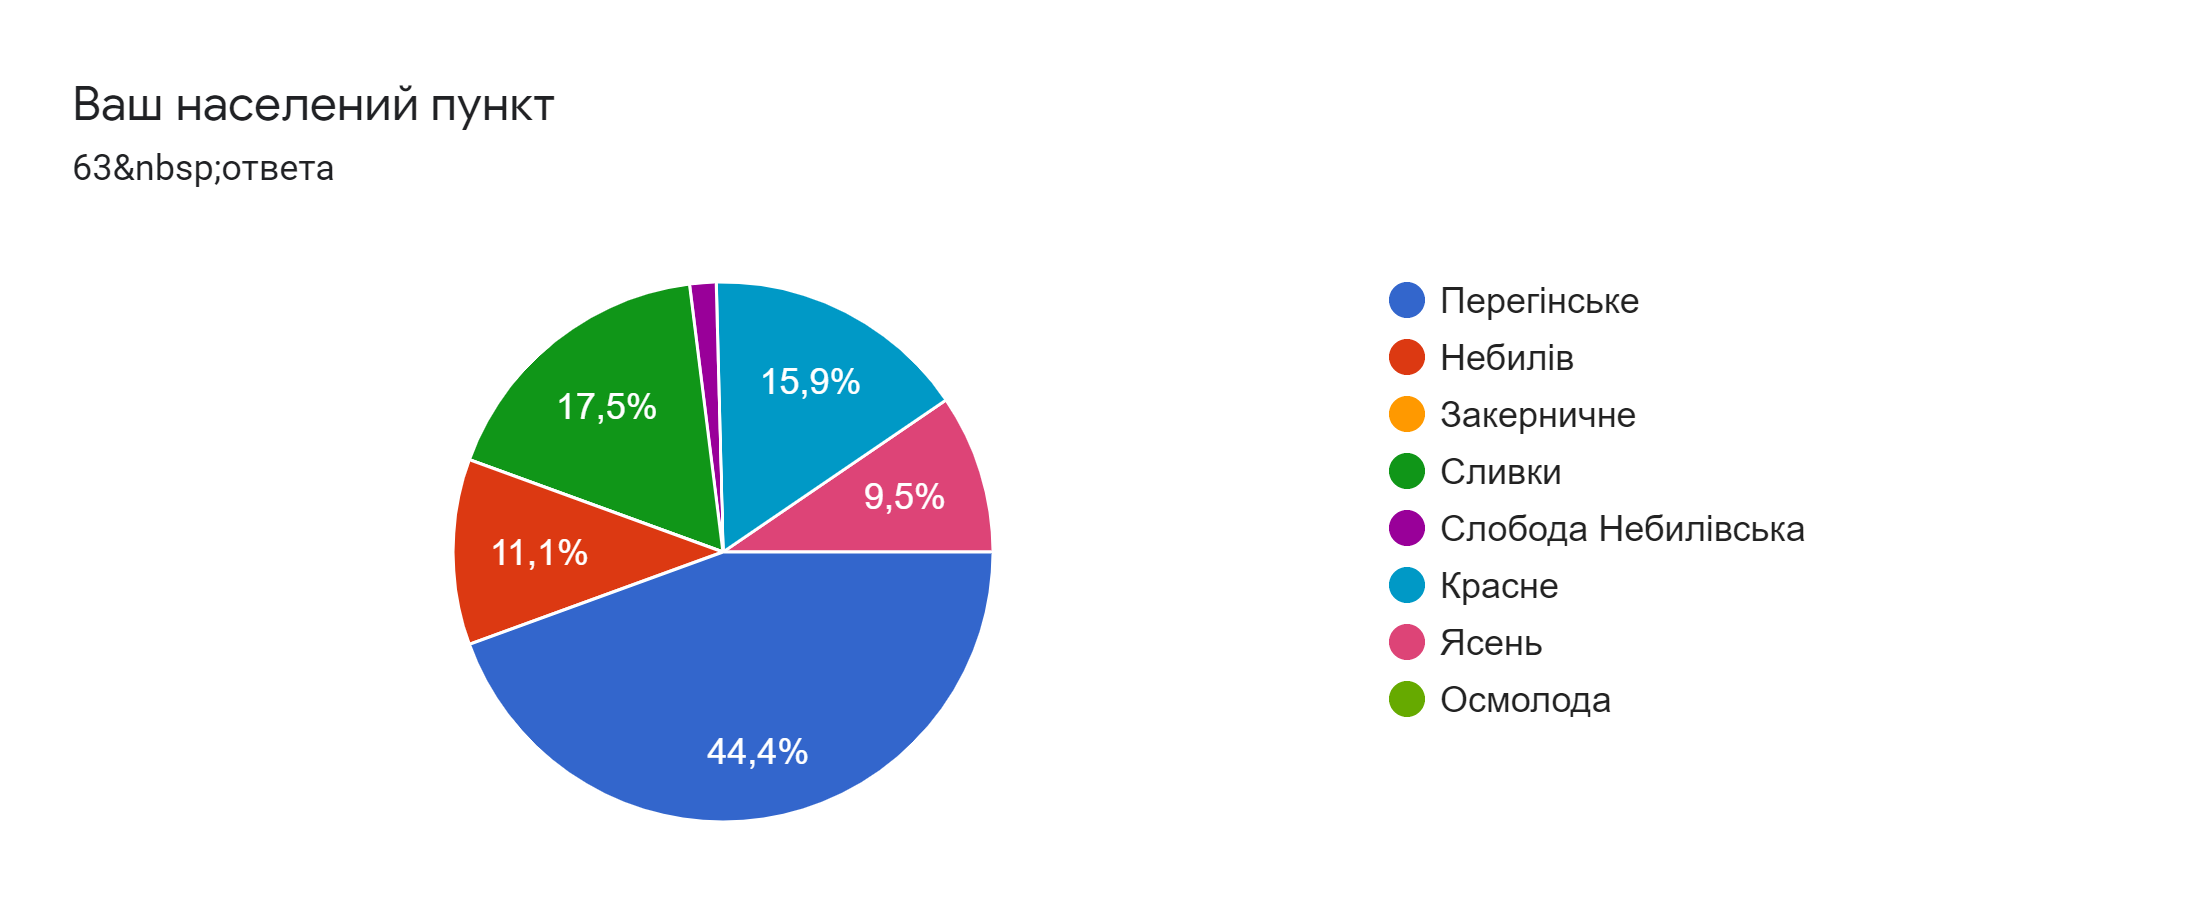 Ваш населений пункт
63&nbsp;ответа
15,9%
17,5%
9,5%
11,1%
44,4%
Перегінське
Небилів
Закерничне
Сливки
Слобода Небилівська
Красне
Ясень
Осмолода